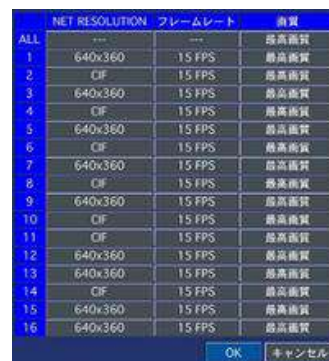 NET RESOLUTION フレームレート 画質
ALL --- --- 最高画質
1 640x360 15 FPS 最高画質
2 CIF 15 FPS 最高画質
3 640x360 15 FPS 最高画質
4 CIF 15 FPS 最高画質
5 640x360 15 FPS 最高画質
6 CIF 15 FPS 最高画質
7 640x360 15 FPS 最高画質
8 CIF 15 FPS 最高画質
9 640x360 15 FPS 最高画質
10 CIF 15 FPS 最高画質
11 CIF 15 FPS 最高画質
12 640x360 15 FPS 最高画質
13 640x360 15 FPS 最高画質
14 CIF 15 FPS 最高画質
15 640x360 15 FPS 最高画質
16 640x360 15 FPS 最高画質
OK キャンセル